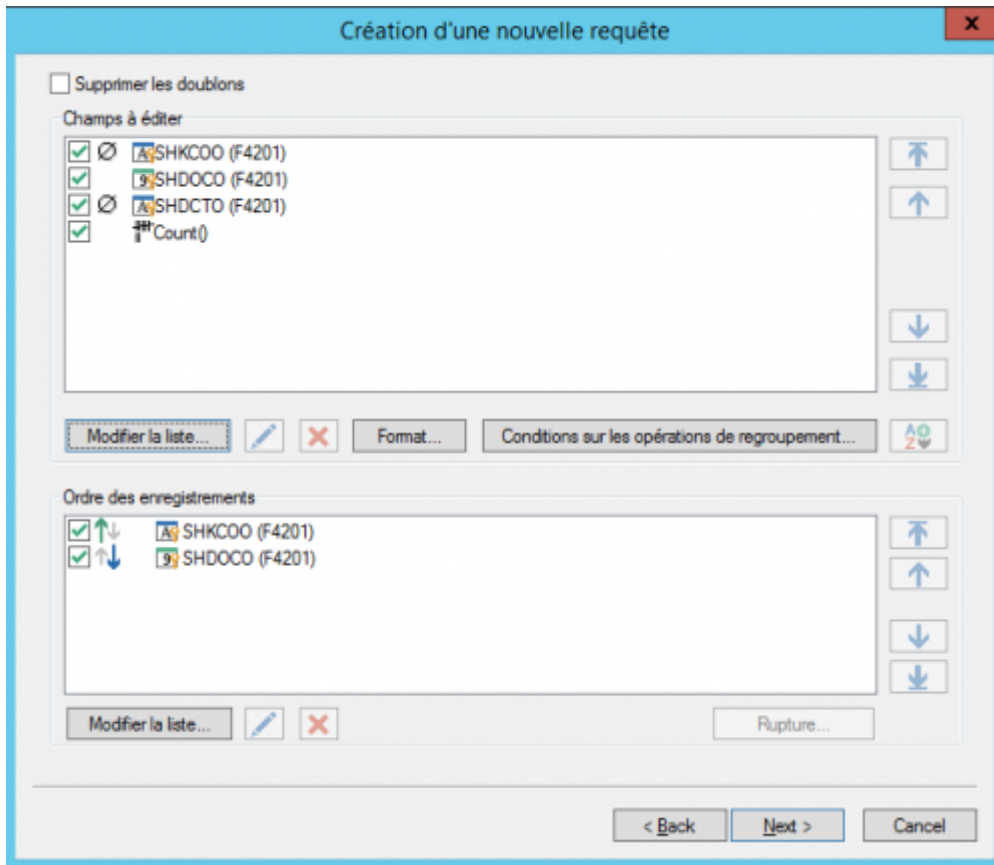 Création d'une nouvelle requête
x
Supprimer les doublons
Champs à éditer
SHKCOO (F4201)
SHDOCO (F4201)
SHDCTO (F4201)
Count()
Modifier la liste...
Format...
Conditions sur les opérations de regroupement...
Ordre des enregistrements
SHKCOO (F4201)
SHDOCO (F4201)
Modifier la liste...
Rupture...
< Back
Next >
Cancel